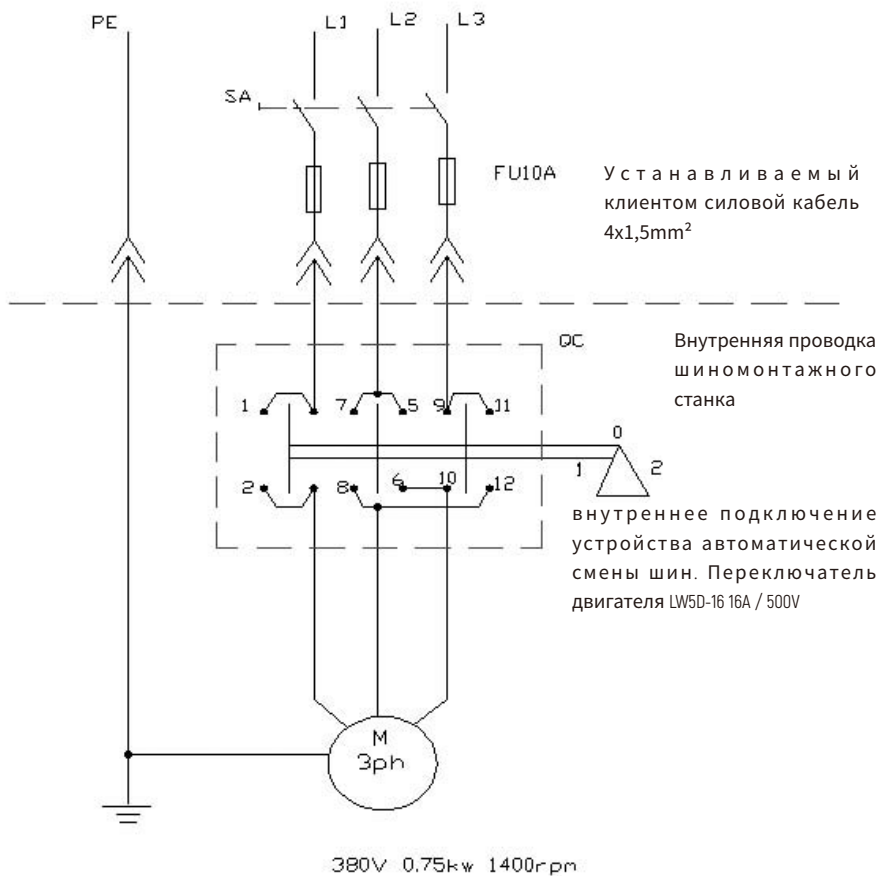 PE
L1
L2
L3
SA
FU10A
Устанавливаемый
клиентом силовой кабель
4x1,5mm²
QC
Внутренняя проводка
шиномонтажного
станка
1
7
5
9
11
0
1
2
2
8
6
10
12
внутреннее подключение
устройства автоматической
смены шин. Переключатель
двигателя LW5D-16 16A / 500V
M
3ph
380V 0.75kw 1400rpm